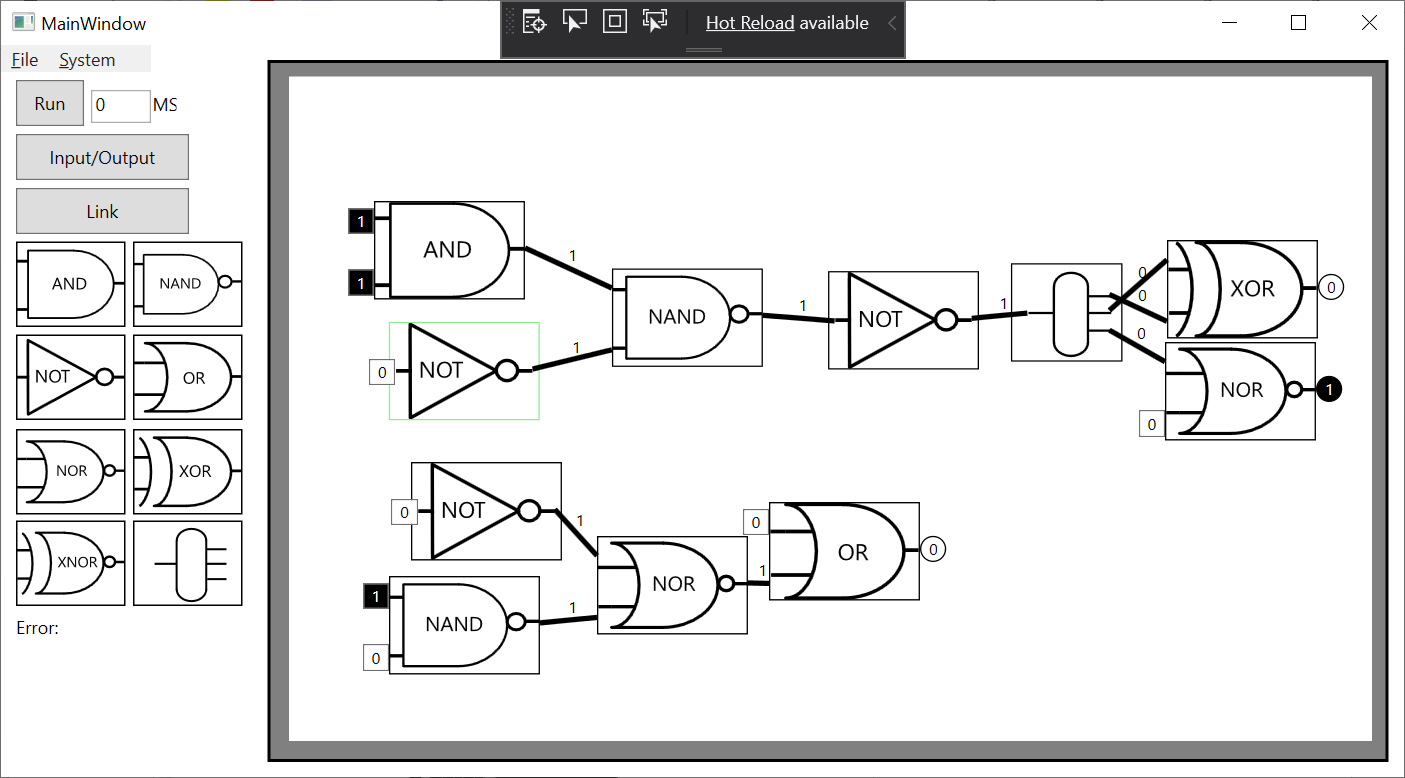 MainWindow
Hot Reload available
File System
Run 0 MS
Input/Output
Link
AND NAND
NOT OR
NOR XOR
XNOR
Error:
1 AND 1
1
NOT 0 1
NAND 1
NOT 1
0
0
0
XOR 0
NOR 1
0
0 NOT 1
1 NAND 1
0
NOR 1
0 OR 0